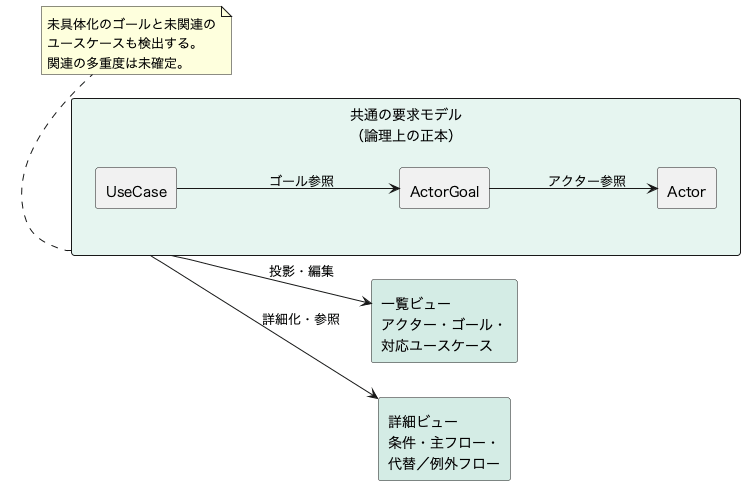 未具体化のゴールと未関連の
ユースケースも検出する。
関連の多重度は未確定。
共通の要求モデル
（論理上の正本）
UseCase
ゴール参照
ActorGoal
アクター参照
Actor
投影・編集
一覧ビュー
アクター・ゴール・
対応ユースケース
詳細化・参照
詳細ビュー
条件・主フロー・
代替／例外フロー